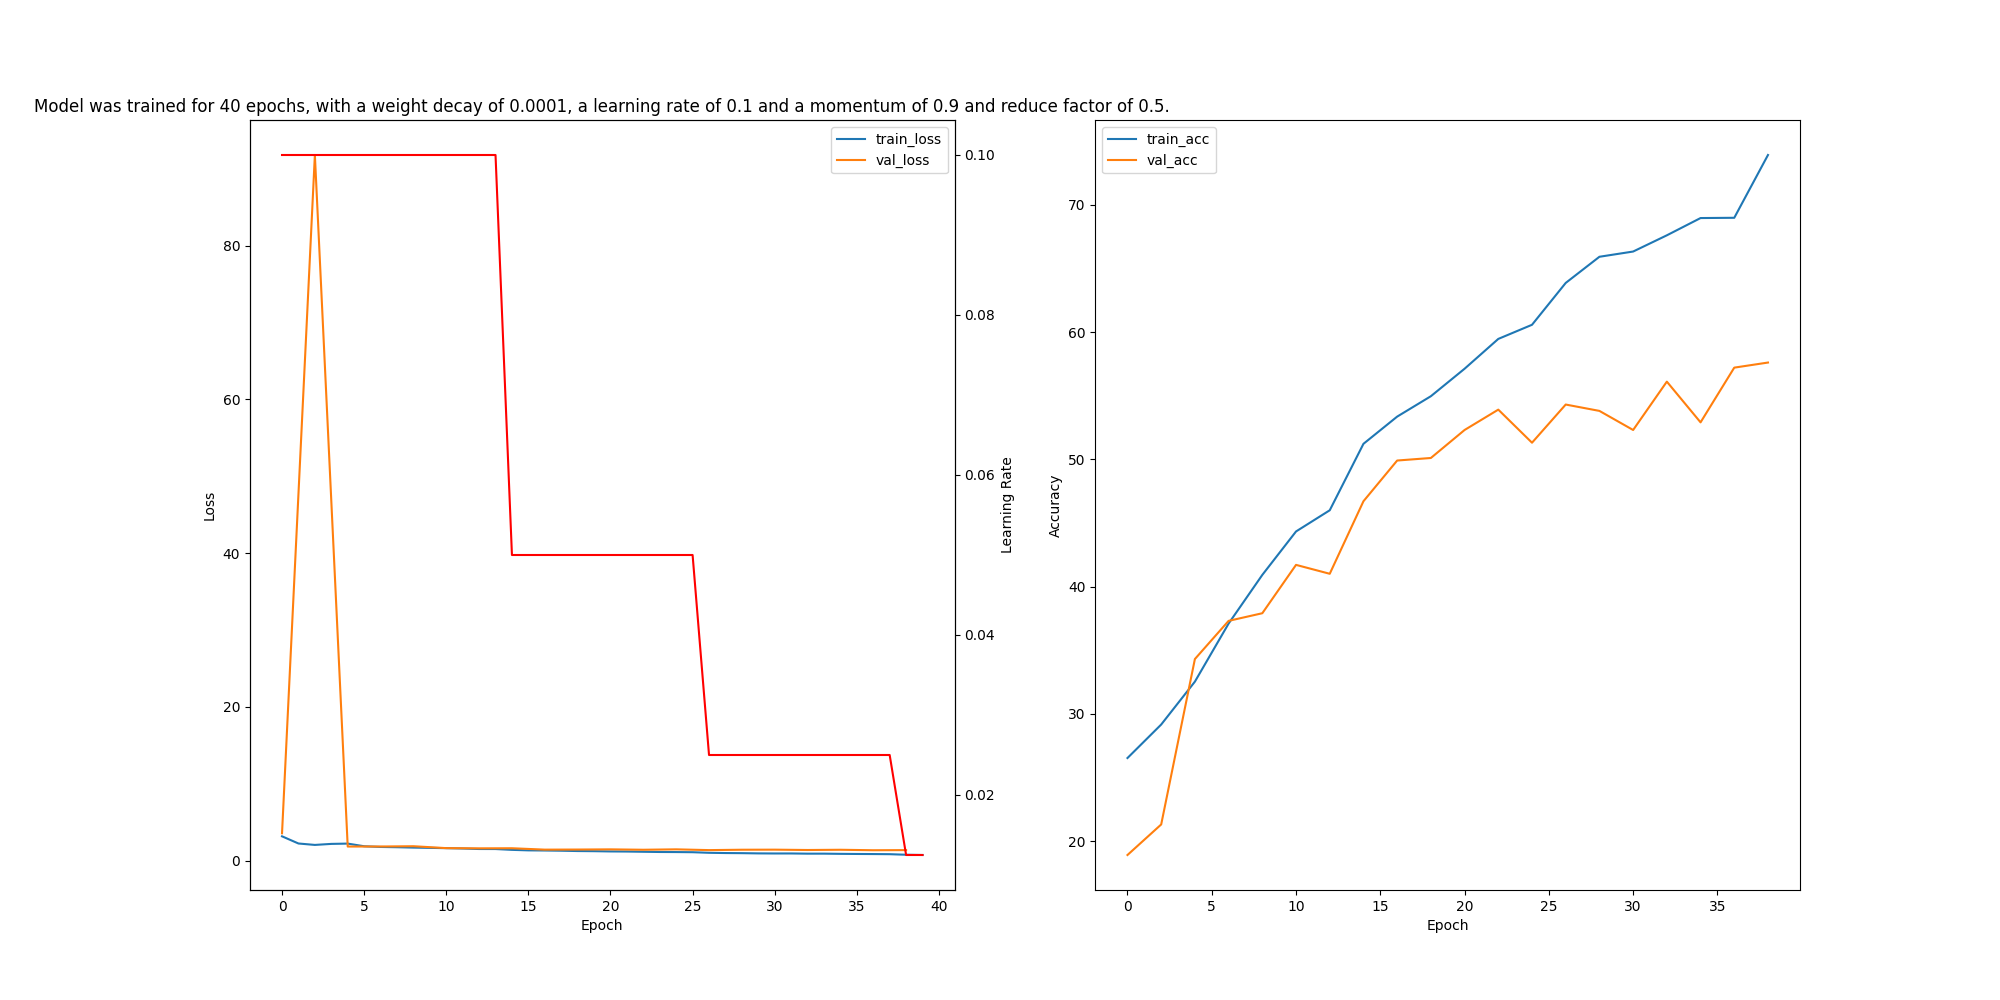 Model was trained for 40 epochs, with a weight decay of 0.0001, a learning rate of 0.1 and a momentum of 0.9 and reduce factor of 0.5.
train_loss
val_loss
80
60
40
20
0
Loss
0.10
0.08
0.06
0.04
0.02
Learning Rate
0 5 10 15 20 25 30 35 40
Epoch
train_acc
val_acc
70
60
50
40
30
20
Accuracy
0 5 10 15 20 25 30 35
Epoch